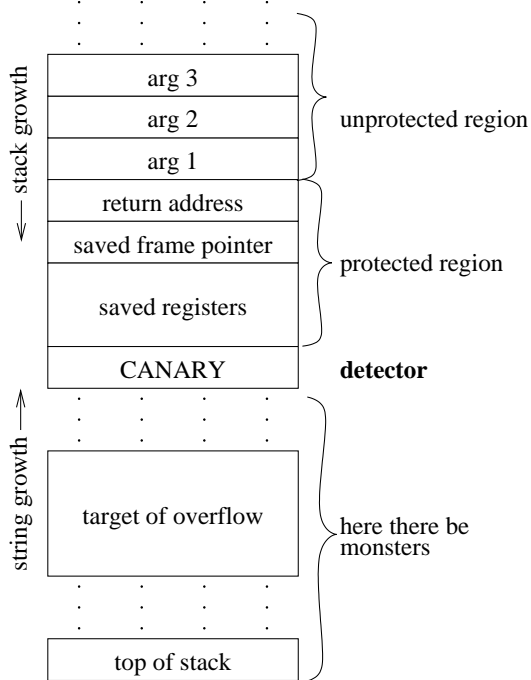 arg 3
arg 2
unprotected region
arg 1
stack growth
return address
saved frame pointer
protected region
saved registers
CANARY
detector
string growth
target of overflow
here there be
monsters
top of stack